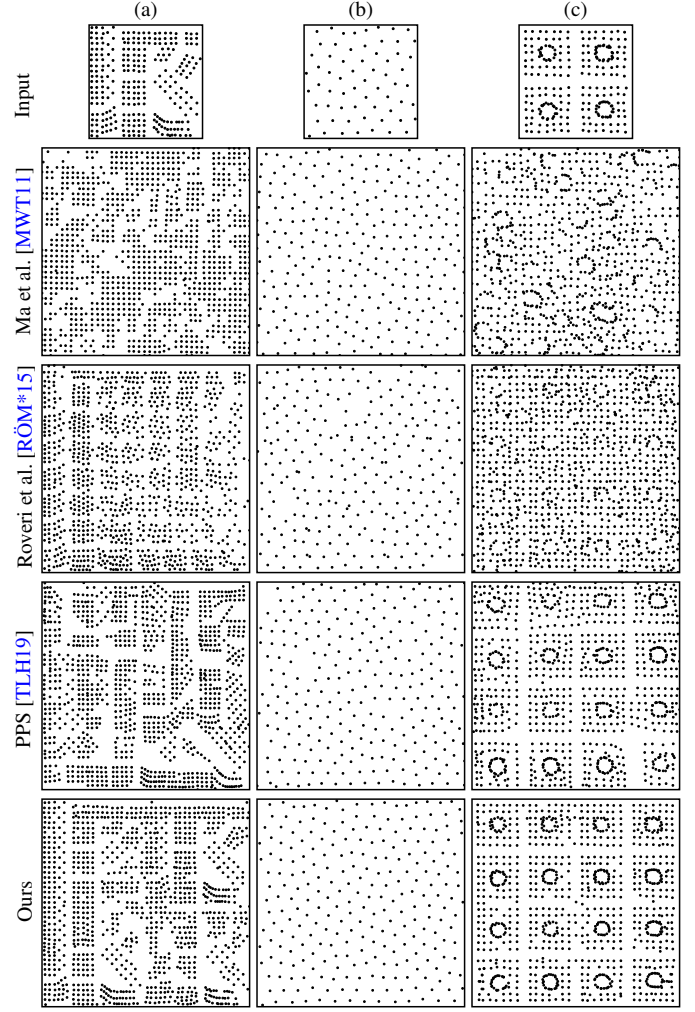 (a) (b) (c)
Input
Ma et al. [MWT11]
Roveri et al. [RÖM*15]
PPS [TLH19]
Ours